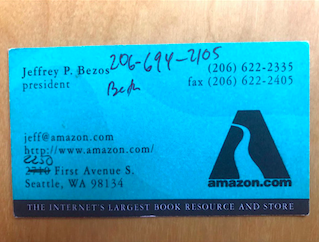 206-694-2105
Jeffrey P. Bezos (206) 622-2335
president fax (206) 622-2405
jeff@amazon.com
http://www.amazon.com/
2250
2710 First Avenue S.
Seattle, WA 98134
amazon.com
THE INTERNET'S LARGEST BOOK RESOURCE AND STORE